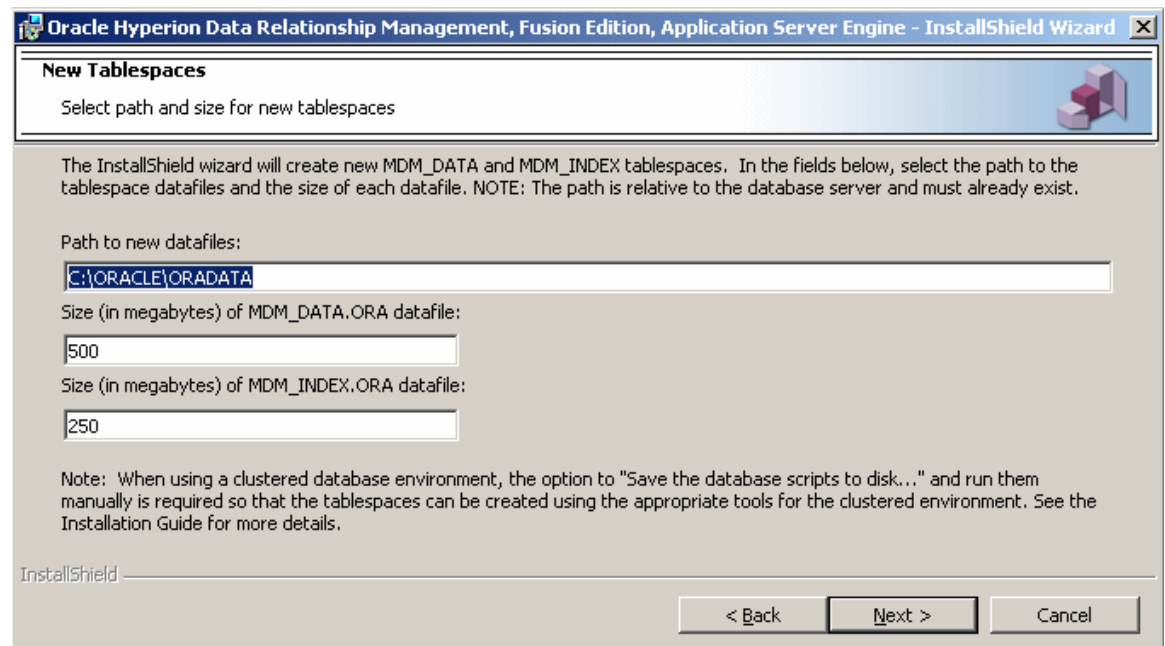 Oracle Hyperion Data Relationship Management, Fusion Edition, Application Server Engine - InstallShield Wizard
New Tablespaces
Select path and size for new tablespaces
The InstallShield wizard will create new MDM_DATA and MDM_INDEX tablespaces.  In the fields below, select the path to the
tablespace datafiles and the size of each datafile. NOTE: The path is relative to the database server and must already exist.
Path to new datafiles:
C:\ORACLE\ORADATA
Size (in megabytes) of MDM_DATA.ORA datafile:
500
Size (in megabytes) of MDM_INDEX.ORA datafile:
250
Note:  When using a clustered database environment, the option to "Save the database scripts to disk..." and run them
manually is required so that the tablespaces can be created using the appropriate tools for the clustered environment. See the
Installation Guide for more details.
InstallShield
< Back Next > Cancel